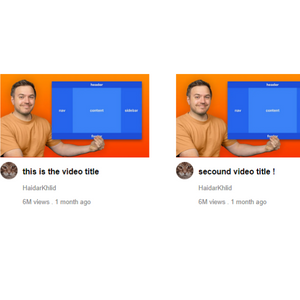 header
nav
content
sidebar
footer
this is the video title
HaidarKhlid
6M views . 1 month ago
header
nav
content
sidebar
footer
secound video title !
HaidarKhlid
6M views . 1 month ago